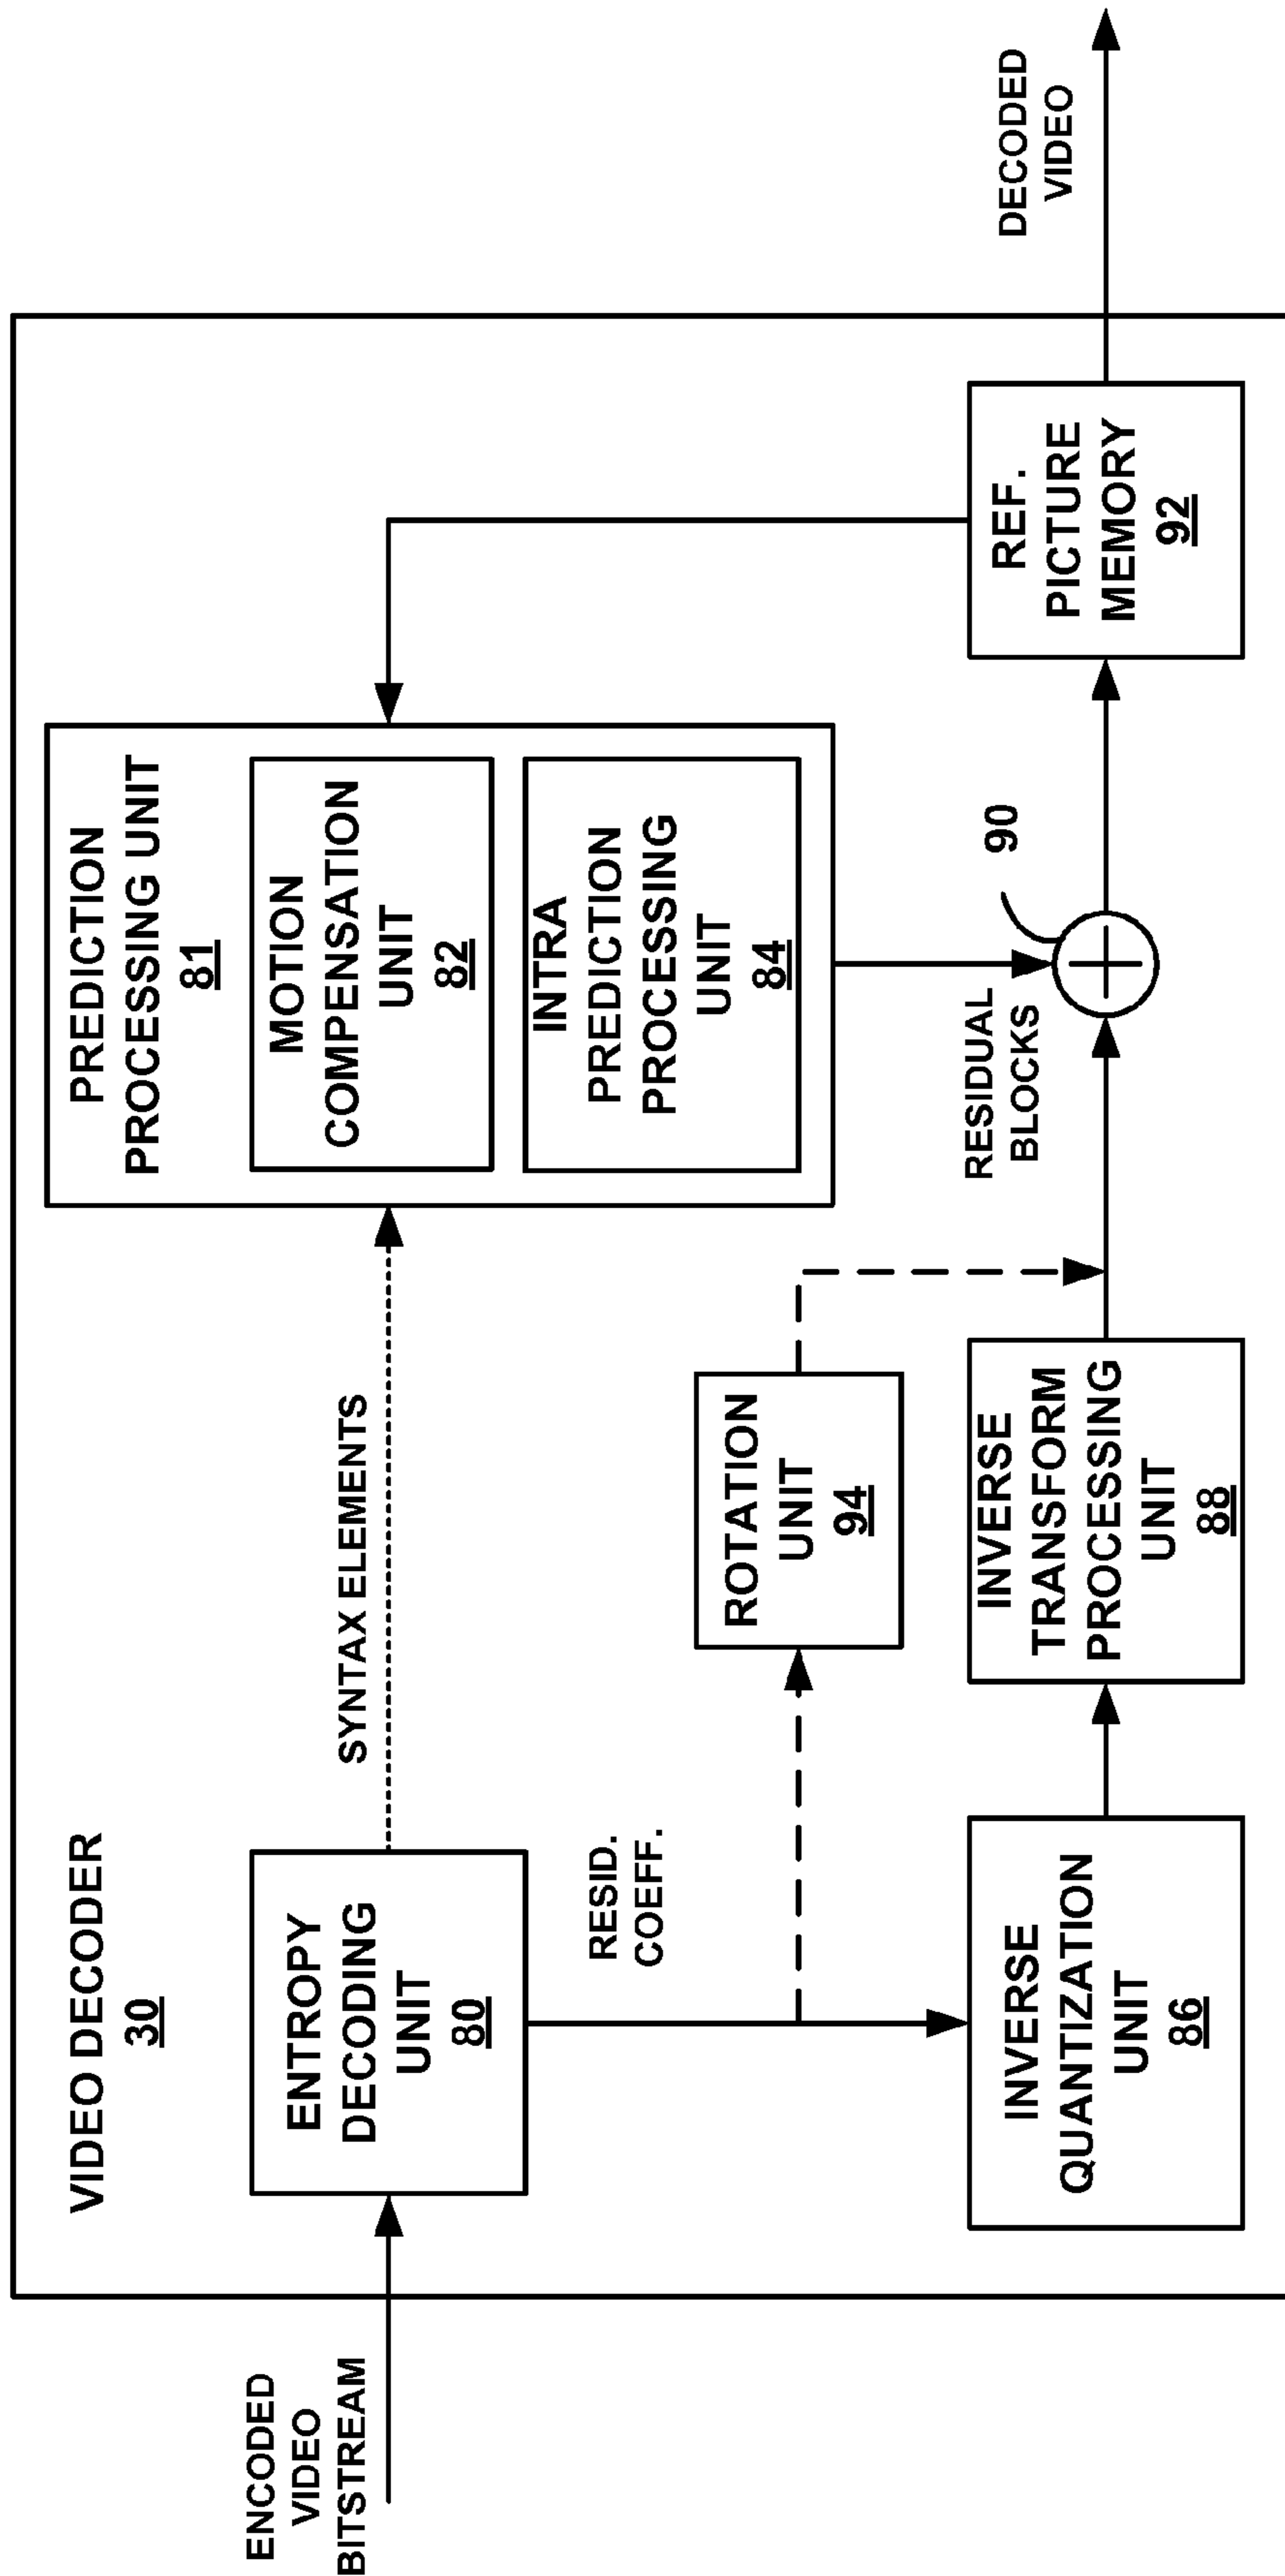 VIDEO DECODER
30
ENCODED
VIDEO
BITSTREAM
ENTROPY
DECODING
UNIT
80
SYNTAX ELEMENTS
PREDICTION
PROCESSING UNIT
81
MOTION
COMPENSATION
UNIT
82
INTRA
PREDICTION
PROCESSING
UNIT
84
RESID.
COEFF.
ROTATION
UNIT
94
INVERSE
QUANTIZATION
UNIT
86
INVERSE
TRANSFORM
PROCESSING
UNIT
88
RESIDUAL
BLOCKS
90
REF.
PICTURE
MEMORY
92
DECODED
VIDEO